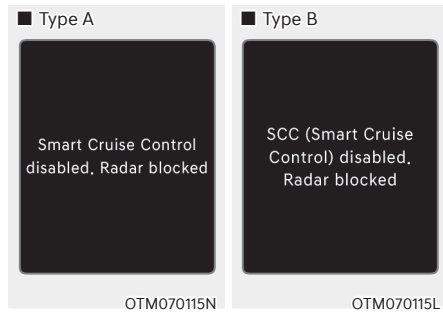 ■ Type A
Smart Cruise Control
disabled. Radar blocked
OTM070115N
■ Type B
SCC (Smart Cruise
Control) disabled.
Radar blocked
OTM070115L